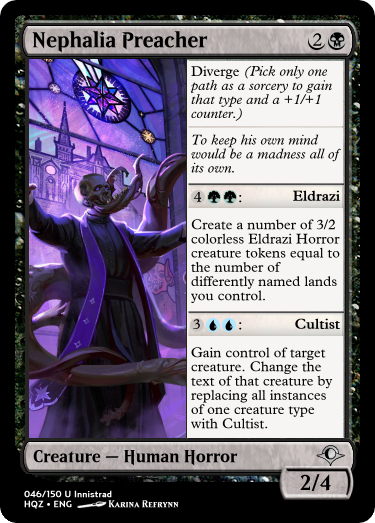 Nephalia Preacher
2
Diverge (Pick only one
path as a sorcery to gain
that type and a +1/+1
counter.)
To keep his own mind
would be a madness all of
its own.
4 : Eldrazi
Create a number of 3/2
colorless Eldrazi Horror
creature tokens equal to
the number of
differently named lands
you control.
3 : Cultist
Gain control of target
creature. Change the
text of that creature by
replacing all instances
of one creature type
with Cultist.
Creature — Human Horror
2/4
046/150 U Innistrad
HQZ • ENG Karina Refrynn